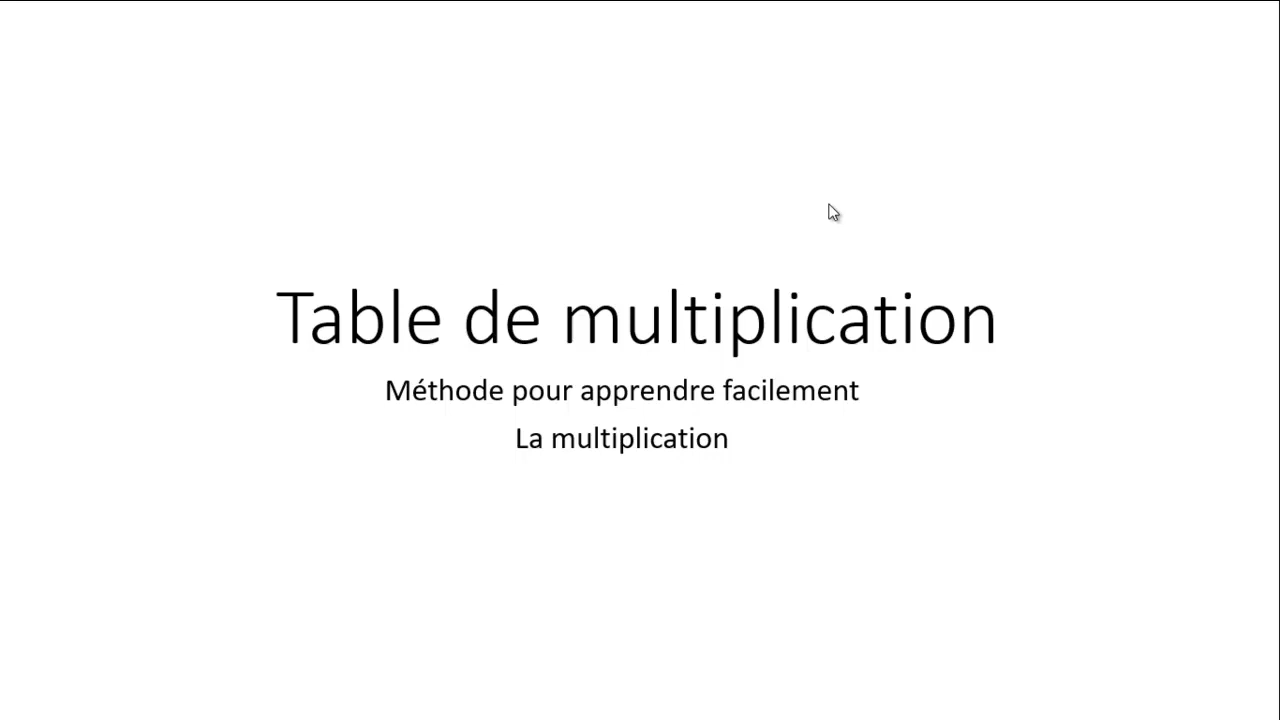 Table de multiplication
Méthode pour apprendre facilement
La multiplication